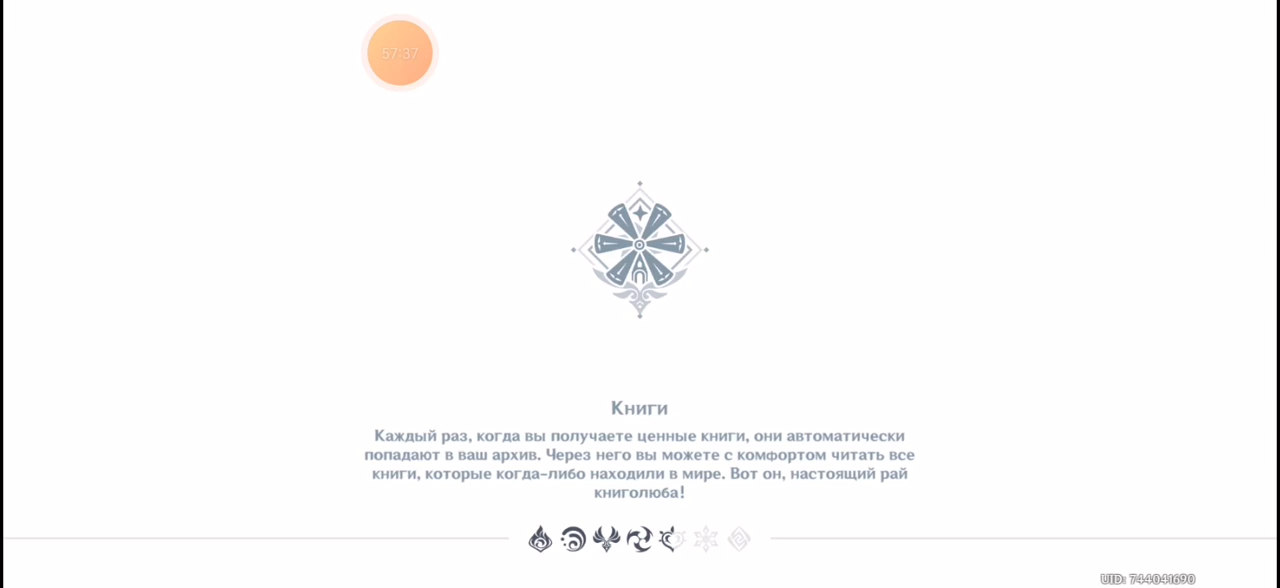 57:37
Книги
Каждый раз, когда вы получаете ценные книги, они автоматически
попадают в ваш архив. Через него вы можете с комфортом читать все
книги, которые когда-либо находили в мире. Вот он, настоящий рай
книголюба!
UID: 744041690